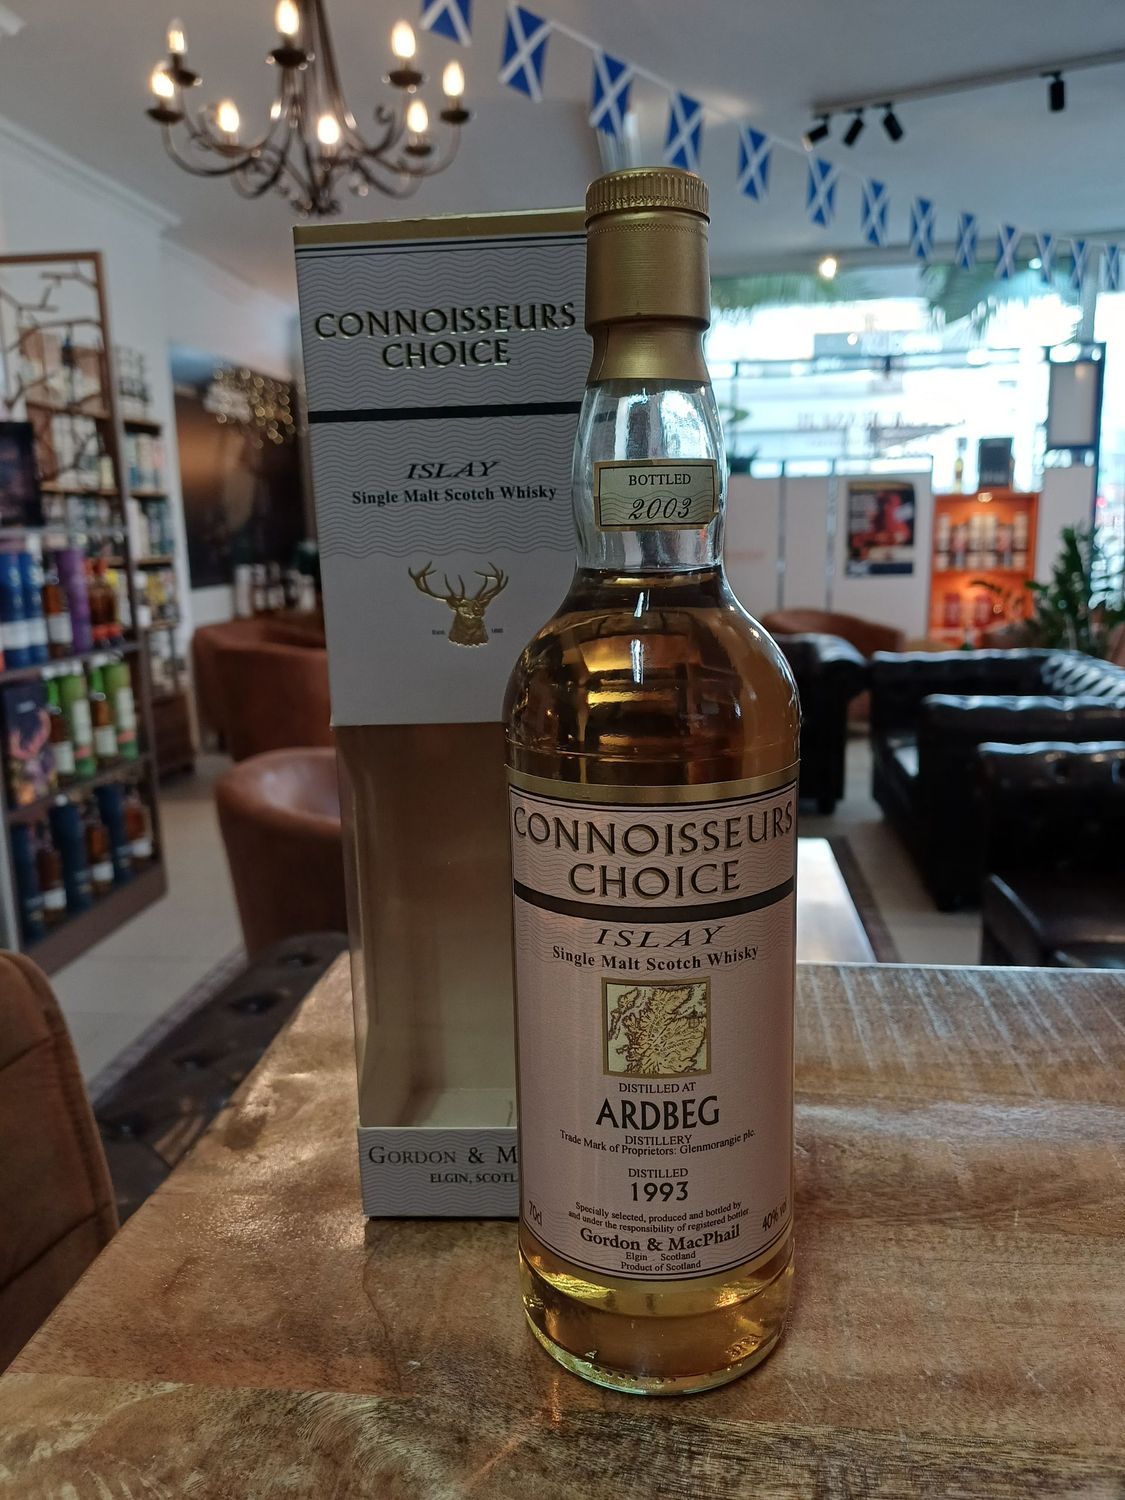 CONNOISSEURS
CHOICE
ISLAY
Single Malt Scotch Whisky
Estd. 1895
GORDON & M
ELGIN, SCOTL
BOTTLED
2003
CONNOISSEURS
CHOICE
ISLAY
Single Malt Scotch Whisky
DISTILLED AT
ARDBEG
DISTILLERY
Trade Mark of Proprietors: Glenmorangie plc.
DISTILLED
1993
Specially selected, produced and bottled by
and under the responsibility of registered bottler
70cl
40% vol
Gordon & MacPhail
Elgin . Scotland
Product of Scotland